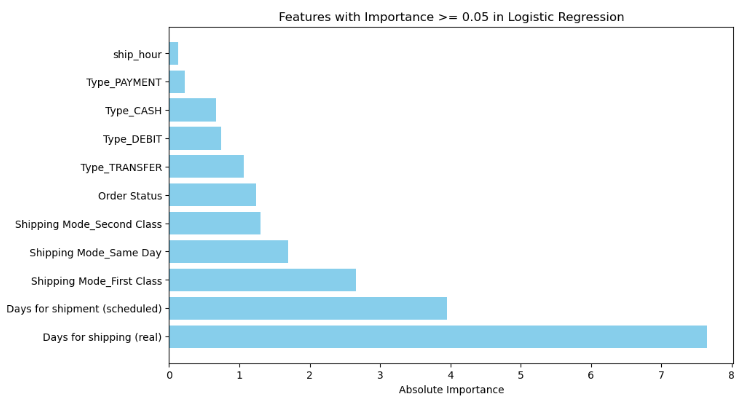 Features with Importance >= 0.05 in Logistic Regression
ship_hour
Type_PAYMENT
Type_CASH
Type_DEBIT
Type_TRANSFER
Order Status
Shipping Mode_Second Class
Shipping Mode_Same Day
Shipping Mode_First Class
Days for shipment (scheduled)
Days for shipping (real)
0 1 2 3 4 5 6 7 8
Absolute Importance